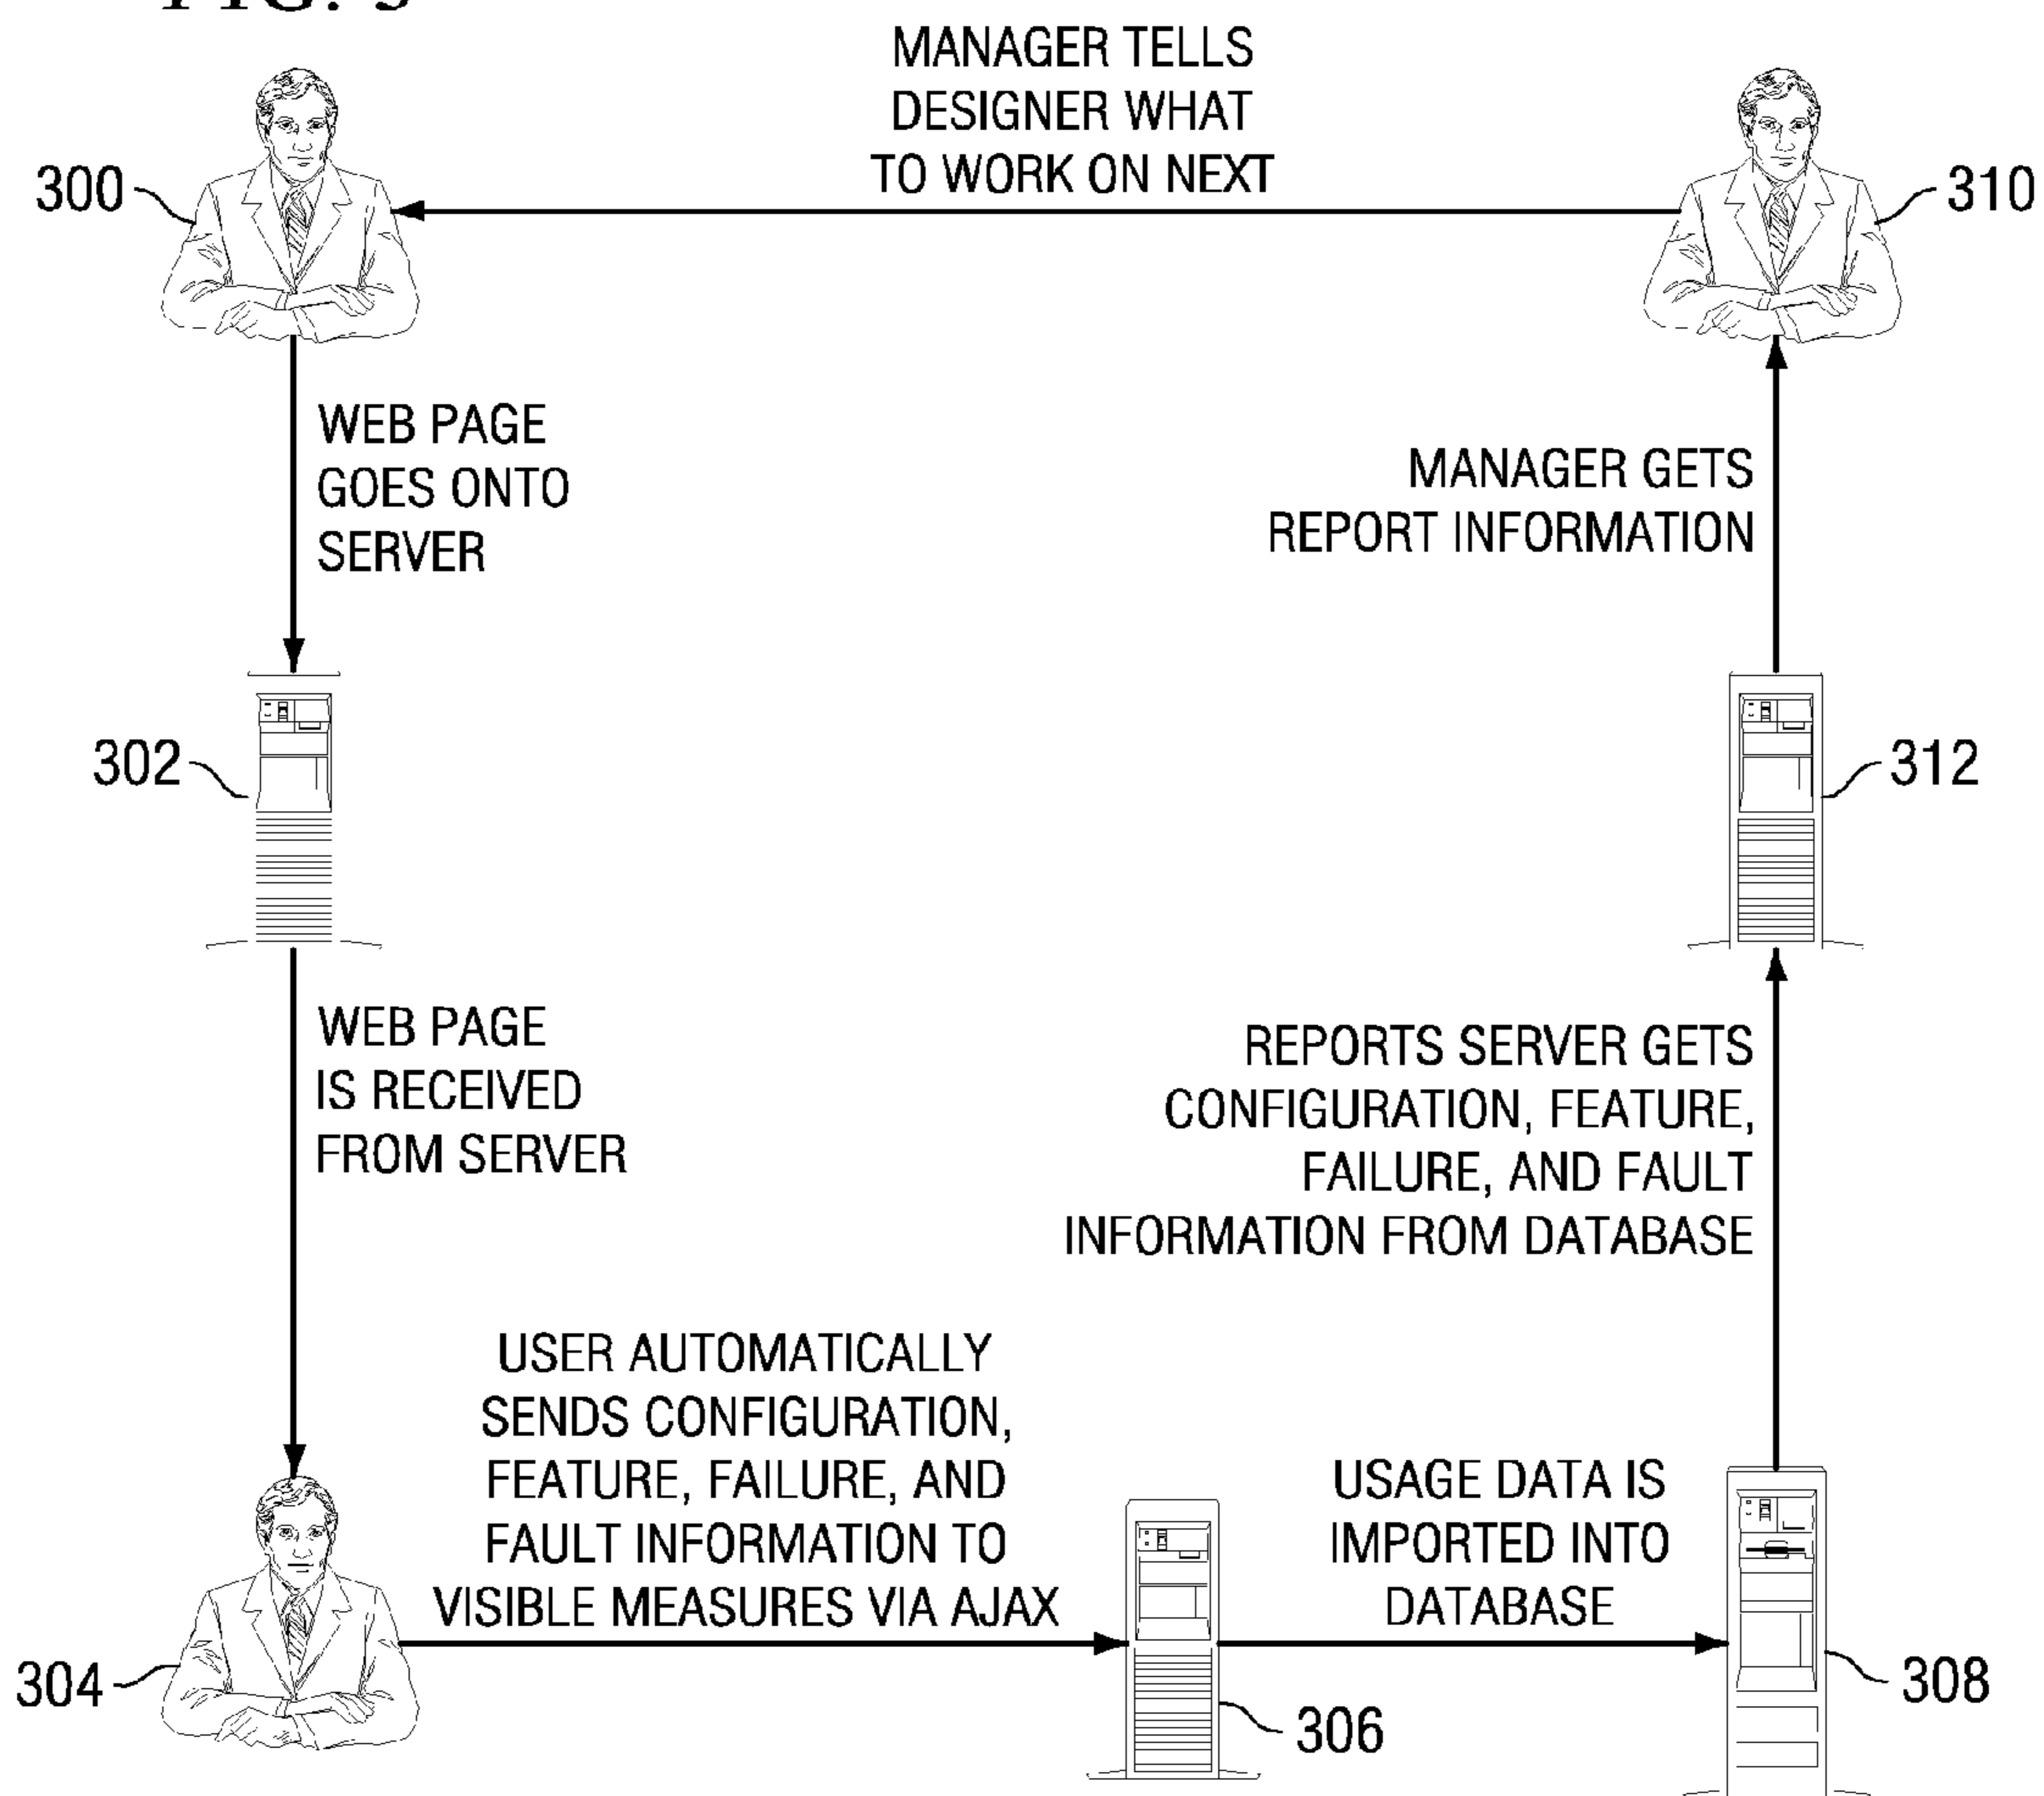 FIG. 3
MANAGER TELLS
DESIGNER WHAT
TO WORK ON NEXT
300
310
WEB PAGE
GOES ONTO
SERVER
MANAGER GETS
REPORT INFORMATION
302
312
WEB PAGE
IS RECEIVED
FROM SERVER
REPORTS SERVER GETS
CONFIGURATION, FEATURE,
FAILURE, AND FAULT
INFORMATION FROM DATABASE
USER AUTOMATICALLY
SENDS CONFIGURATION,
FEATURE, FAILURE, AND
FAULT INFORMATION TO
VISIBLE MEASURES VIA AJAX
USAGE DATA IS
IMPORTED INTO
DATABASE
304
306
308